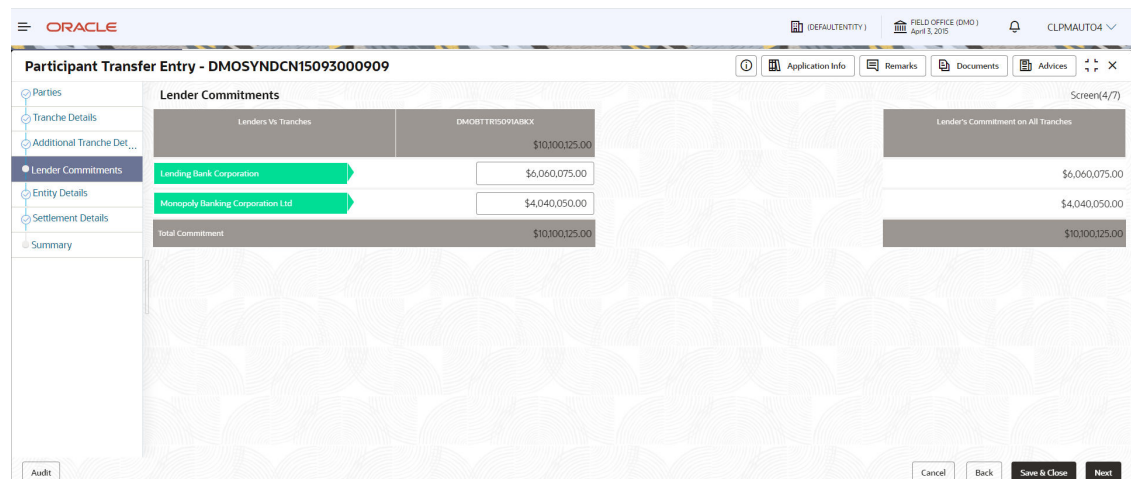 ORACLE
(DEFAULTENTITY )
FIELD OFFICE (DMO )
April 3, 2015
CLPMAUTO4
Participant Transfer Entry - DMOSYNDCN15093000909
Application Info
Remarks
Documents
Advices
Parties
Tranche Details
Additional Tranche Det...
Lender Commitments
Entity Details
Settlement Details
Summary
Lender Commitments
Screen(4/7)
Lenders Vs Tranches
DMOBTTR15091ABKX
Lender's Commitment on All Tranches
$10,100,125.00
Lending Bank Corporation
$6,060,075.00
$6,060,075.00
Monopoly Banking Corporation Ltd
$4,040,050.00
$4,040,050.00
Total Commitment
$10,100,125.00
$10,100,125.00
Audit
Cancel
Back
Save & Close
Next